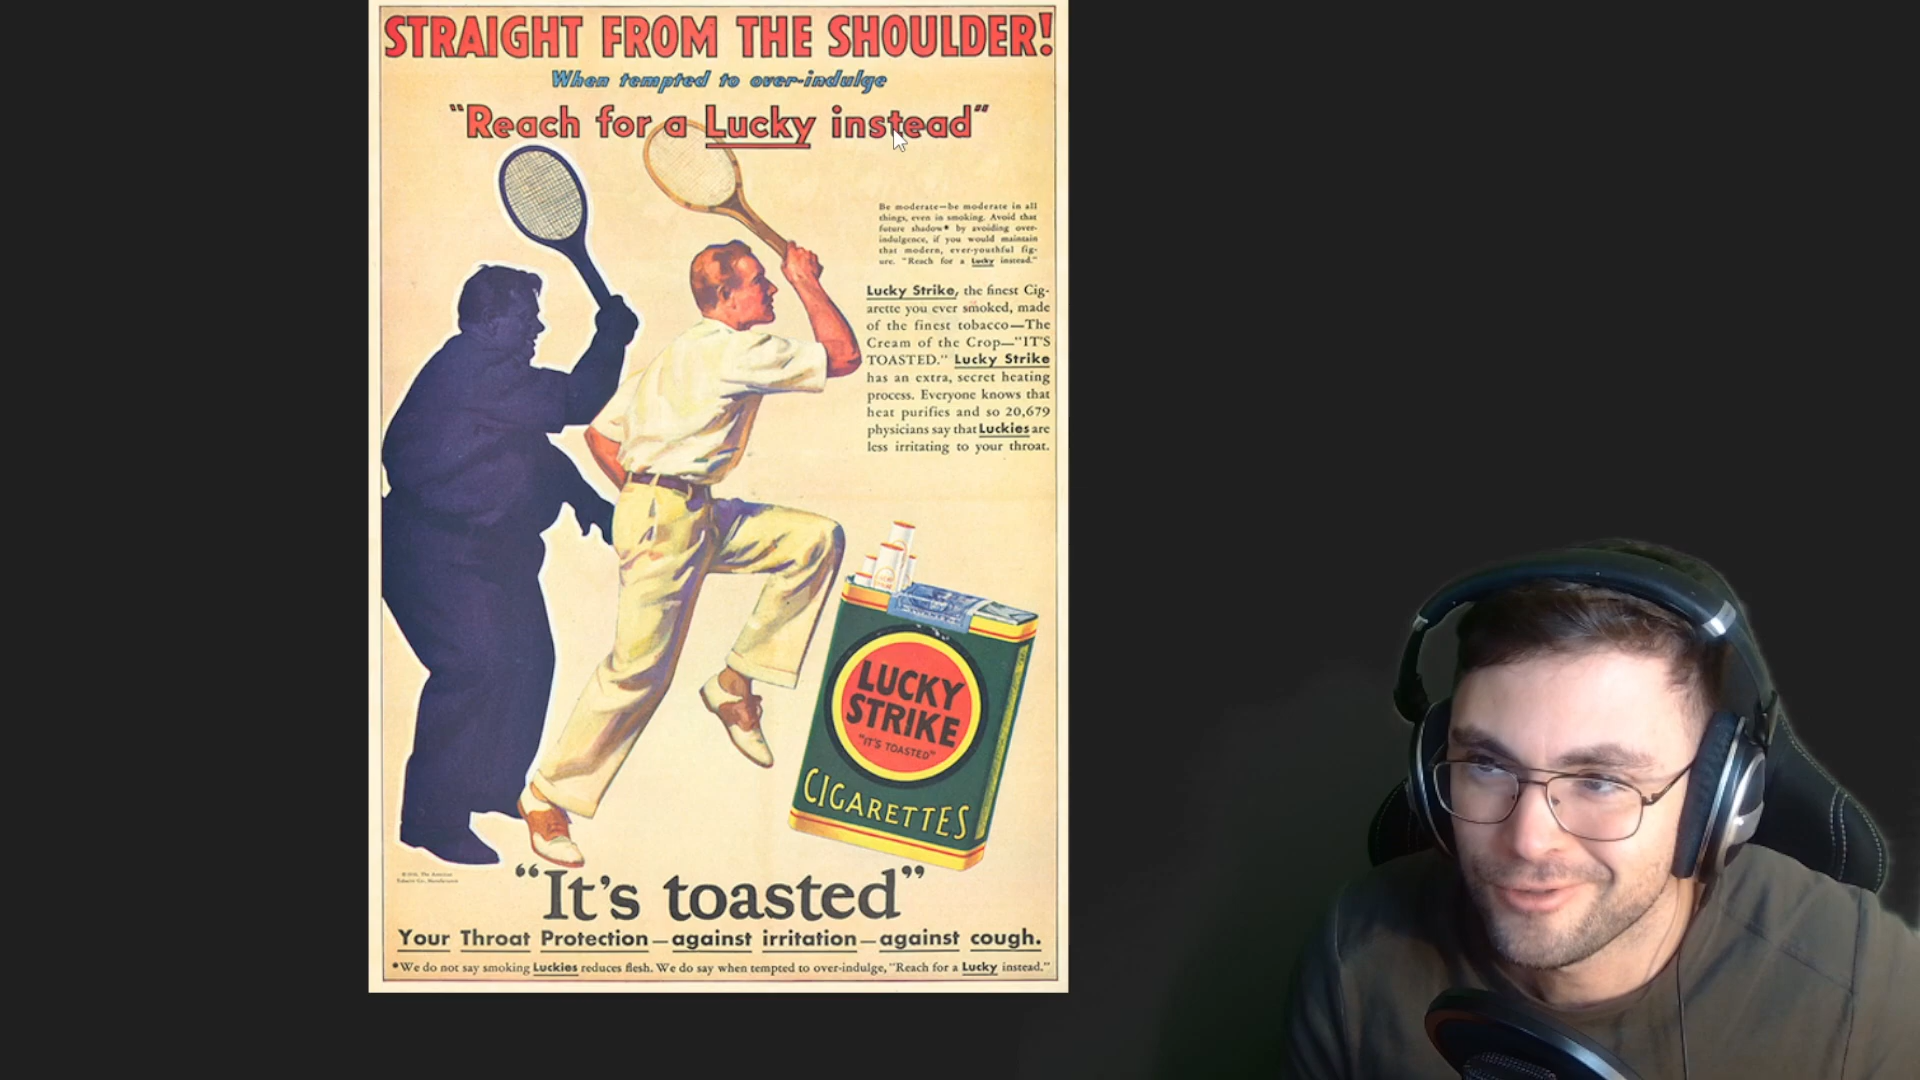 STRAIGHT FROM THE SHOULDER!
When tempted to over-indulge
"Reach for a Lucky instead"
Be moderate—be moderate in all
things, even in smoking. Avoid that
future shadow* by avoiding over-
indulgence, if you would maintain
that modern, ever-youthful fig-
ure. "Reach for a Lucky instead."
Lucky Strike, the finest Cig-
arette you ever smoked, made
of the finest tobacco—The
Cream of the Crop—"IT'S
TOASTED." Lucky Strike
has an extra, secret heating
process. Everyone knows that
heat purifies and so 20,679
physicians say that Luckies are
less irritating to your throat.
LUCKY
STRIKE
"IT'S TOASTED"
CIGARETTES
The American
Tobacco Co., Manufacturers
"It's toasted"
Your Throat Protection—against irritation—against cough.
*We do not say smoking Luckies reduces flesh. We do say when tempted to over-indulge, "Reach for a Lucky instead."